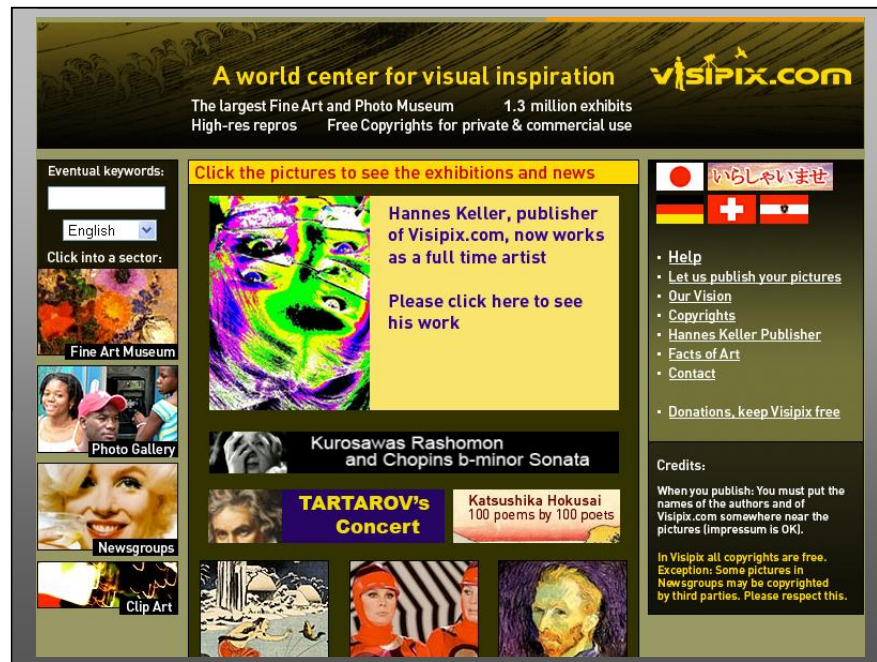 A world center for visual inspiration
visipix.com
The largest Fine Art and Photo Museum 1.3 million exhibits
High-res repros Free Copyrights for private & commercial use
Eventual keywords:
English
Click into a sector:
Fine Art Museum
Photo Gallery
Newsgroups
Clip Art
Click the pictures to see the exhibitions and news
Hannes Keller, publisher
of Visipix.com, now works
as a full time artist
Please click here to see
his work
Kurosawas Rashomon
and Chopins b-minor Sonata
TARTAROV's
Concert
Katsushika Hokusai
100 poems by 100 poets
いらしゃいませ
Help
Let us publish your pictures
Our Vision
Copyrights
Hannes Keller Publisher
Facts of Art
Contact
Donations, keep Visipix free
Credits:
When you publish: You must put the
names of the authors and of
Visipix.com somewhere near the
pictures (impressum is OK).
In Visipix all copyrights are free.
Exception: Some pictures in
Newsgroups may be copyrighted
by third parties. Please respect this.